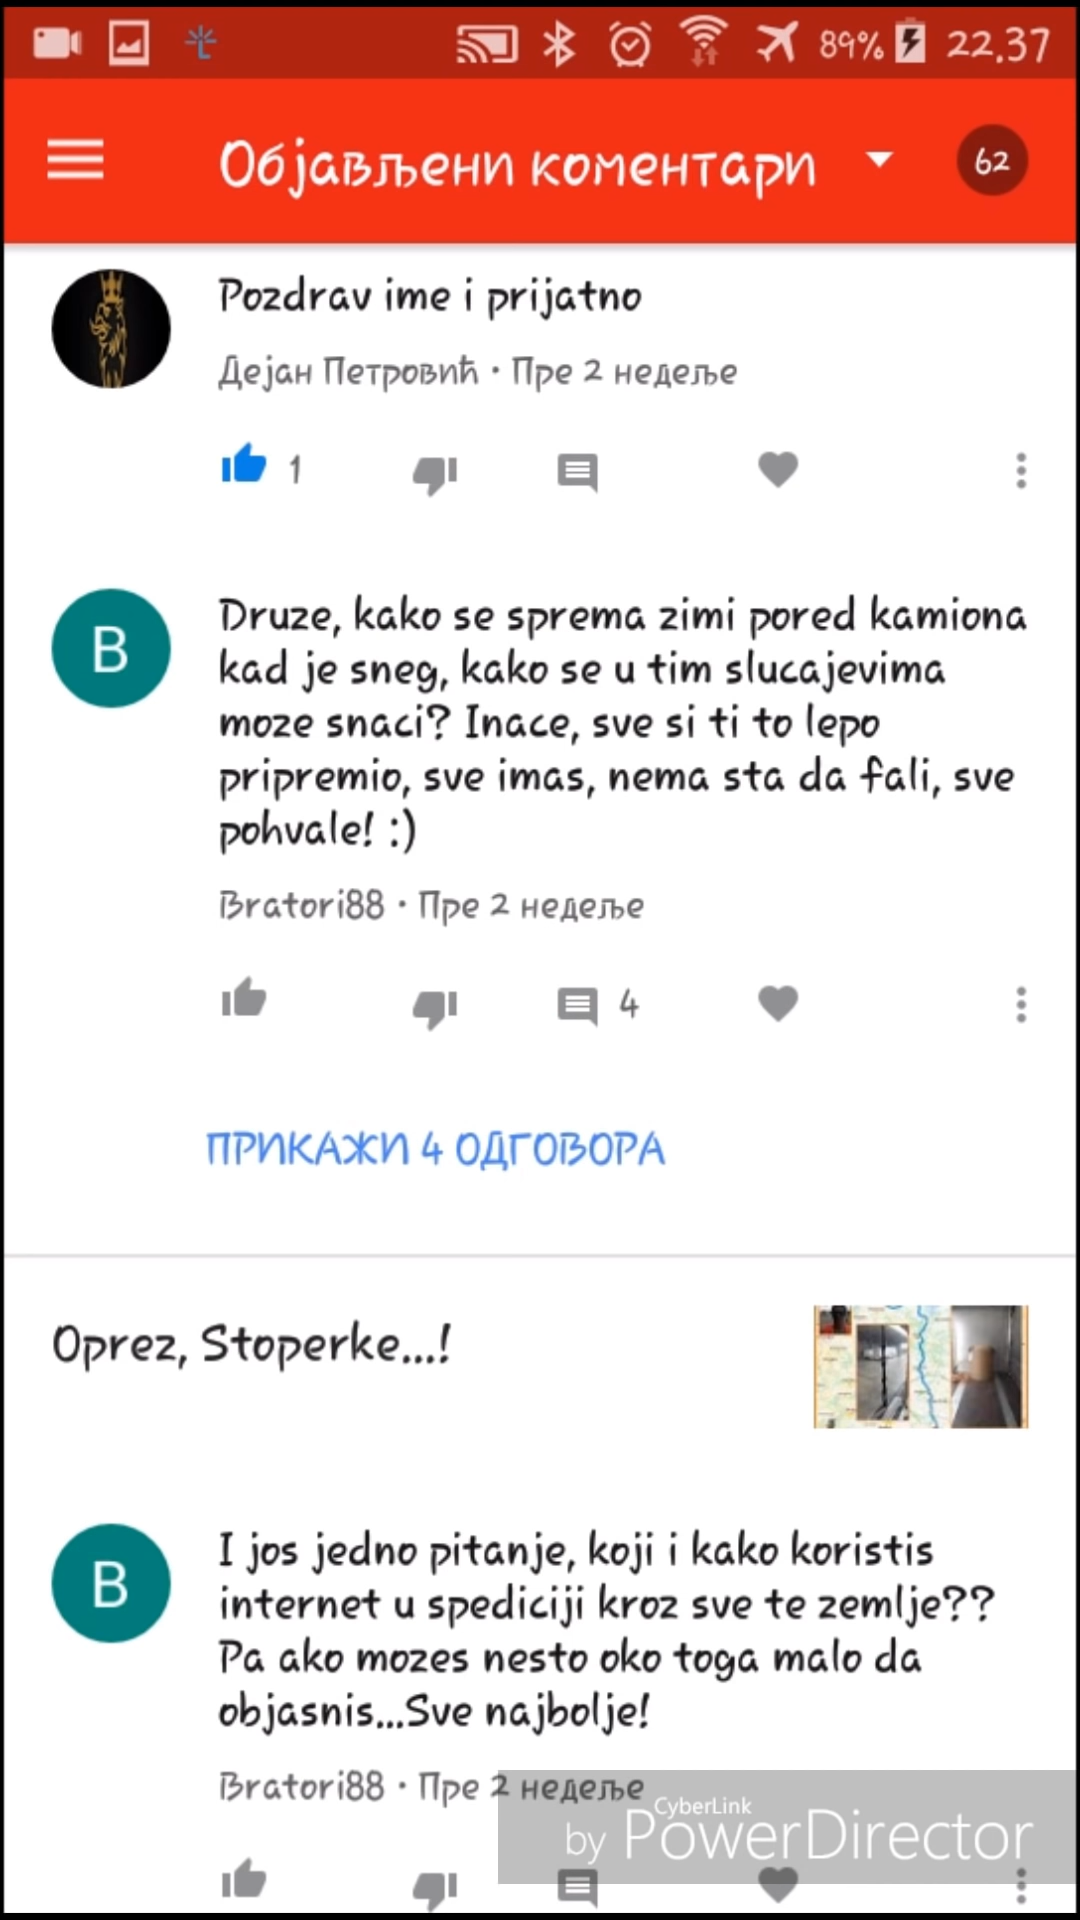 89% 22.37
Објављени коментари 62
Pozdrav ime i prijatno
Дејан Петровић · Пре 2 недеље
1
B
Druze, kako se sprema zimi pored kamiona
kad je sneg, kako se u tim slucajevima
moze snaci? Inace, sve si ti to lepo
pripremio, sve imas, nema sta da fali, sve
pohvale! :)
Bratori88 · Пре 2 недеље
4
ПРИКАЖИ 4 ОДГОВОРА
Oprez, Stoperke...!
B
I jos jedno pitanje, koji i kako koristis
internet u spediciji kroz sve te zemlje??
Pa ako mozes nesto oko toga malo da
objasnis...Sve najbolje!
Bratori88 · Пре 2 недеље
CyberLink
by PowerDirector